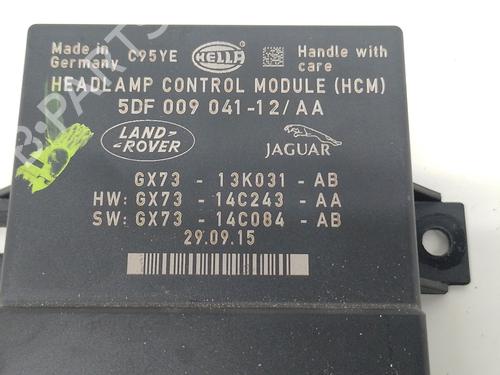 Made in Germany
C95YE
HELLA
Handle with care
HEADLAMP CONTROL MODULE (HCM)
5DF 009 041-12/AA
LAND-ROVER
JAGUAR
GX73 - 13K031 - AB
HW: GX73 - 14C243 - AA
SW: GX73 - 14C084 - AB
29.09.15
B-PARTS